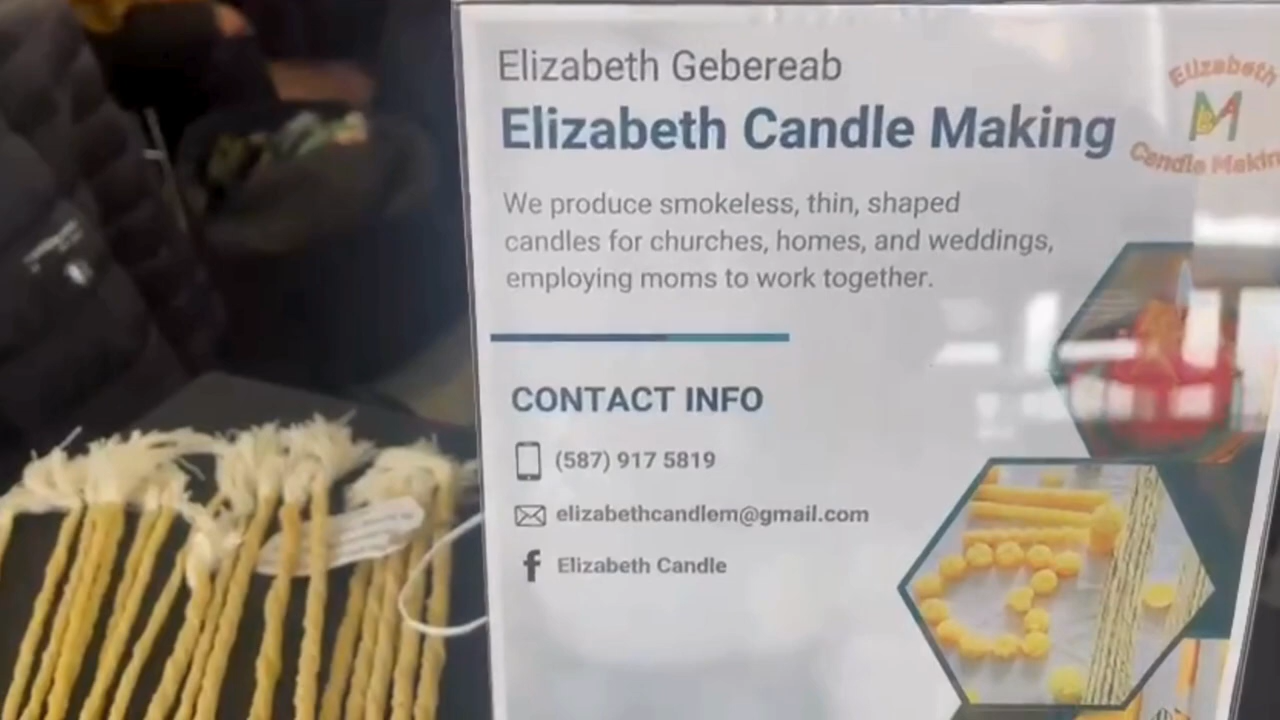 Elizabeth Gebereab
Elizabeth Candle Making
Elizabeth
M
Candle
We produce smokeless, thin, shaped
candles for churches, homes, and weddings,
employing moms to work together.
CONTACT INFO
(587) 917 5819
elizabethcandlem@gmail.com
f Elizabeth Candle